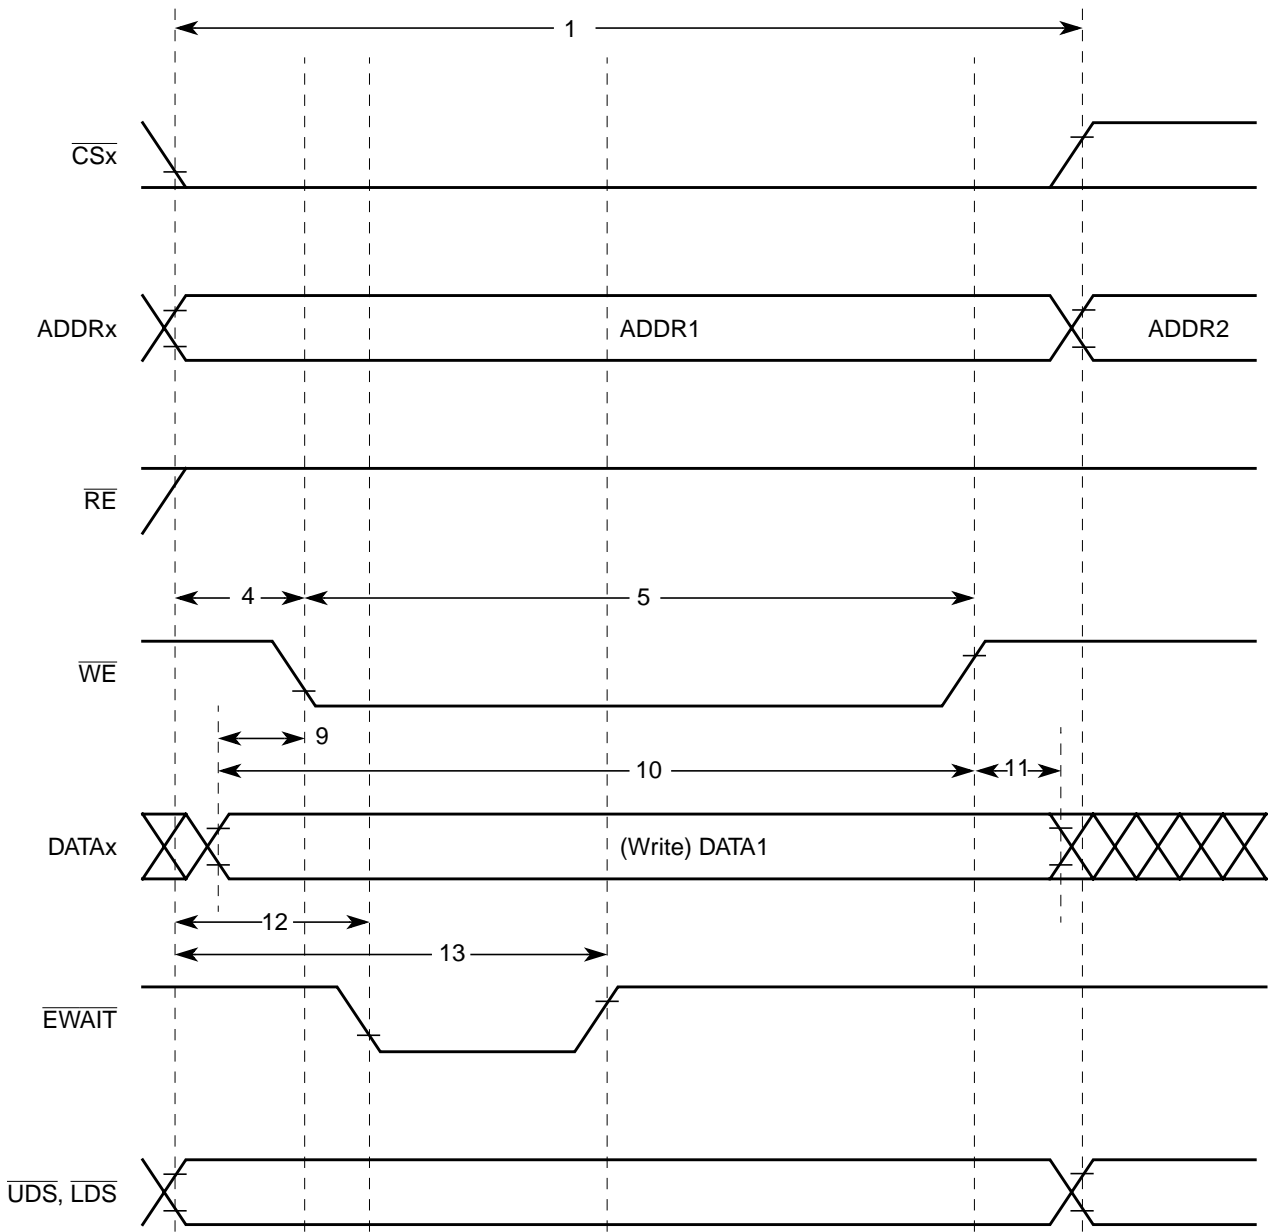 1
CSx
ADDRx
ADDR1
ADDR2
RE
4
5
WE
9
10
11
DATAx
(Write) DATA1
12
13
EWAIT
UDS, LDS